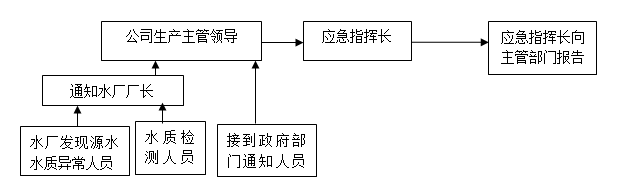 公司生产主管领导
应急指挥长
应急指挥长向
主管部门报告
通知水厂厂长
水厂发现源水
水质异常人员
水质检
测人员
接到政府部
门通知人员